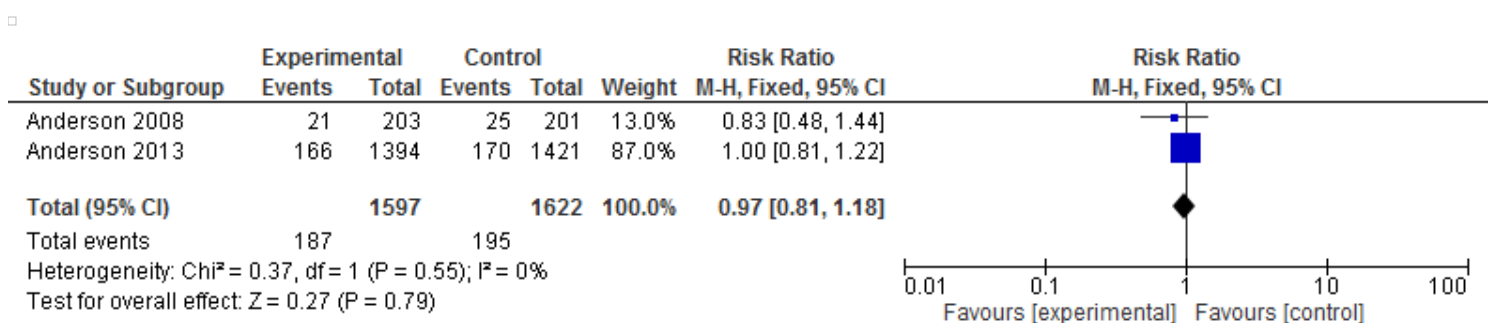 Experimental Control Risk Ratio Risk Ratio
Study or Subgroup Events Total Events Total Weight M-H, Fixed, 95% CI M-H, Fixed, 95% CI
Anderson 2008 21 203 25 201 13.0% 0.83 [0.48, 1.44]
Anderson 2013 166 1394 170 1421 87.0% 1.00 [0.81, 1.22]
Total (95% CI) 1597 1622 100.0% 0.97 [0.81, 1.18]
Total events 187 195
Heterogeneity: Chi² = 0.37, df = 1 (P = 0.55); I² = 0%
Test for overall effect: Z = 0.27 (P = 0.79)
0.01 0.1 1 10 100
Favours [experimental] Favours [control]